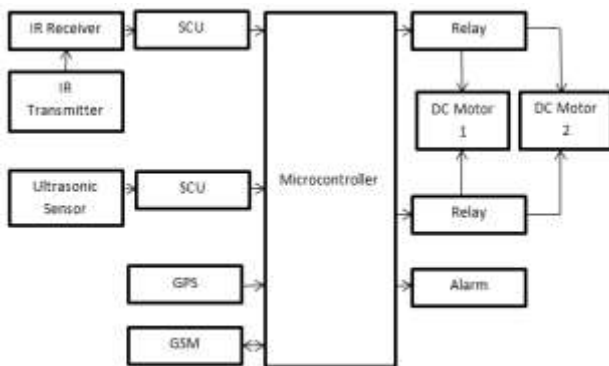 IR Receiver
SCU
Relay
IR
Transmitter
DC Motor
1
DC Motor
2
Ultrasonic
Sensor
SCU
Microcontroller
Relay
GPS
Alarm
GSM